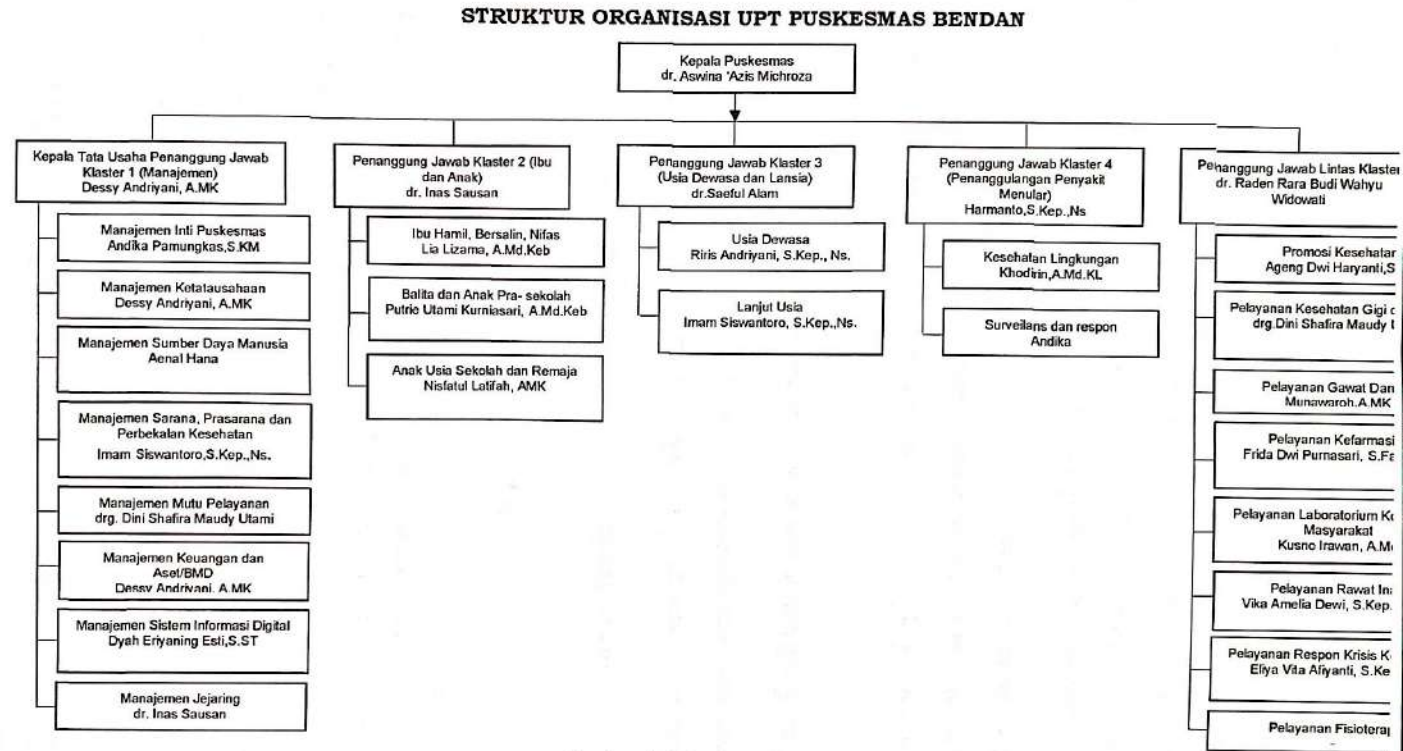 STRUKTUR ORGANISASI UPT PUSKESMAS BENDAN
Kepala Puskesmas
dr. Aswina 'Azis Michroza
Kepala Tata Usaha Penanggung Jawab
Klaster 1 (Manajemen)
Dessy Andriyani, A.MK
Manajemen Inti Puskesmas
Andika Pamungkas,S.KM
Manajemen Ketatausahaan
Dessy Andriyani, A.MK
Manajemen Sumber Daya Manusia
Aenal Hana
Manajemen Sarana, Prasarana dan
Perbekalan Kesehatan
Imam Siswantoro,S.Kep.,Ns.
Manajemen Mutu Pelayanan
drg. Dini Shafira Maudy Utami
Manajemen Keuangan dan
Aset/BMD
Dessy Andriyani, A.MK
Manajemen Sistem Informasi Digital
Dyah Eriyaning Esti,S.ST
Manajemen Jejaring
dr. Inas Sausan
Penanggung Jawab Klaster 2 (Ibu
dan Anak)
dr. Inas Sausan
Ibu Hamil, Bersalin, Nifas
Lia Lizama, A.Md.Keb
Balita dan Anak Pra- sekolah
Putrie Utami Kurniasari, A.Md.Keb
Anak Usia Sekolah dan Remaja
Nisfatul Latifah, AMK
Penanggung Jawab Klaster 3
(Usia Dewasa dan Lansia)
dr.Saeful Alam
Usia Dewasa
Riris Andriyani, S.Kep., Ns.
Lanjut Usia
Imam Siswantoro, S.Kep.,Ns.
Penanggung Jawab Klaster 4
(Penanggulangan Penyakit
Menular)
Harmanto,S.Kep.,Ns
Kesehatan Lingkungan
Khodirin,A.Md.KL
Surveilans dan respon
Andika
Penanggung Jawab Lintas Klaster
dr. Raden Rara Budi Wahyu
Widowati
Promosi Kesehatan
Ageng Dwi Haryanti,S
Pelayanan Kesehatan Gigi
drg.Dini Shafira Maudy
Pelayanan Gawat Dar
Munawaroh.A.MK
Pelayanan Kefarmasi
Frida Dwi Purnasari, S.Fa
Pelayanan Laboratorium
Masyarakat
Kusno Irawan, A.M
Pelayanan Rawat Ina
Vika Amelia Dewi, S.Kep.
Pelayanan Respon Krisis
Eliya Vita Aliyanti, S.Ke
Pelayanan Fisiotera